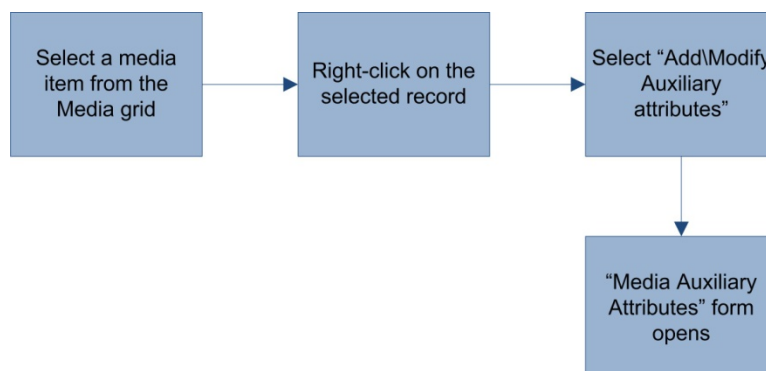 Select a media
item from the
Media grid
Right-click on the
selected record
Select “Add\Modify
Auxiliary
attributes”
“Media Auxiliary
Attributes” form
opens